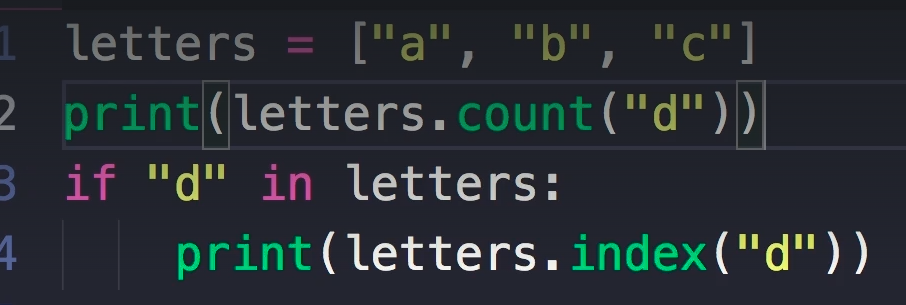 1 letters = ["a", "b", "c"]
2 print(letters.count("d"))
3 if "d" in letters:
4     print(letters.index("d"))